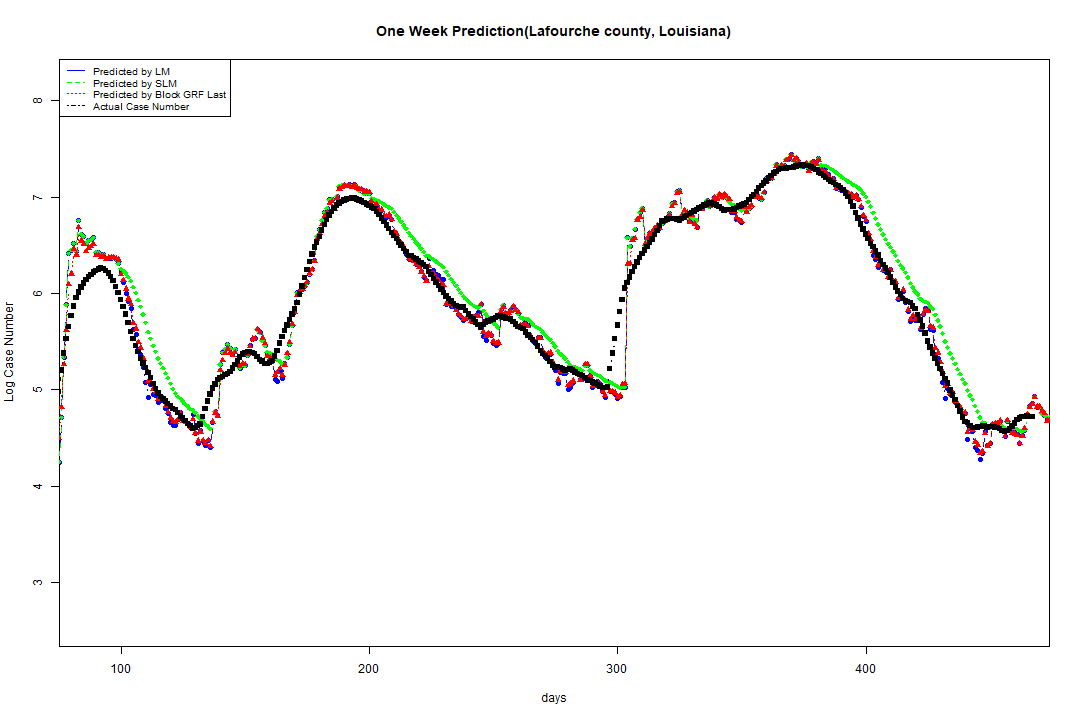 One Week Prediction(Lafourche county, Louisiana)
Predicted by LM
Predicted by SLM
Predicted by Block GRF Last
Actual Case Number
8
7
6
5
4
3
Log Case Number
100 200 300 400
days